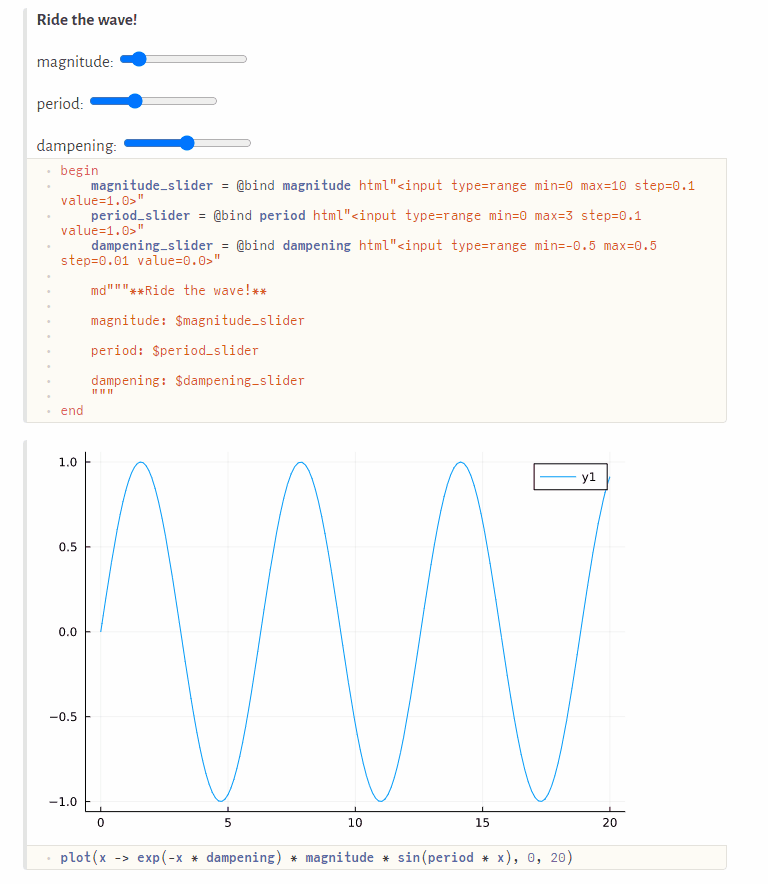 Ride the wave!
magnitude:
period:
dampening:
begin
magnitude_slider = @bind magnitude html"<input type=range min=0 max=10 step=0.1
value=1.0>"
period_slider = @bind period html"<input type=range min=0 max=3 step=0.1
value=1.0>"
dampening_slider = @bind dampening html"<input type=range min=-0.5 max=0.5
step=0.01 value=0.0>"
md"""**Ride the wave!**
magnitude: $magnitude_slider
period: $period_slider
dampening: $dampening_slider
"""
end
1.0
y1
0.5
0.0
−0.5
−1.0
0 5 10 15 20
plot(x -> exp(-x * dampening) * magnitude * sin(period * x), 0, 20)